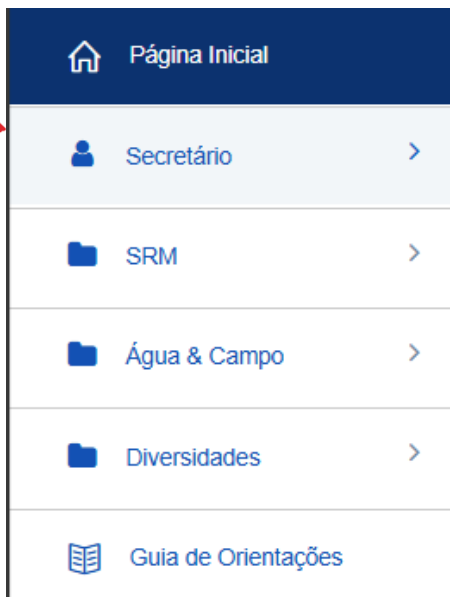 Página Inicial
Secretário
SRM
Água & Campo
Diversidades
Guia de Orientações